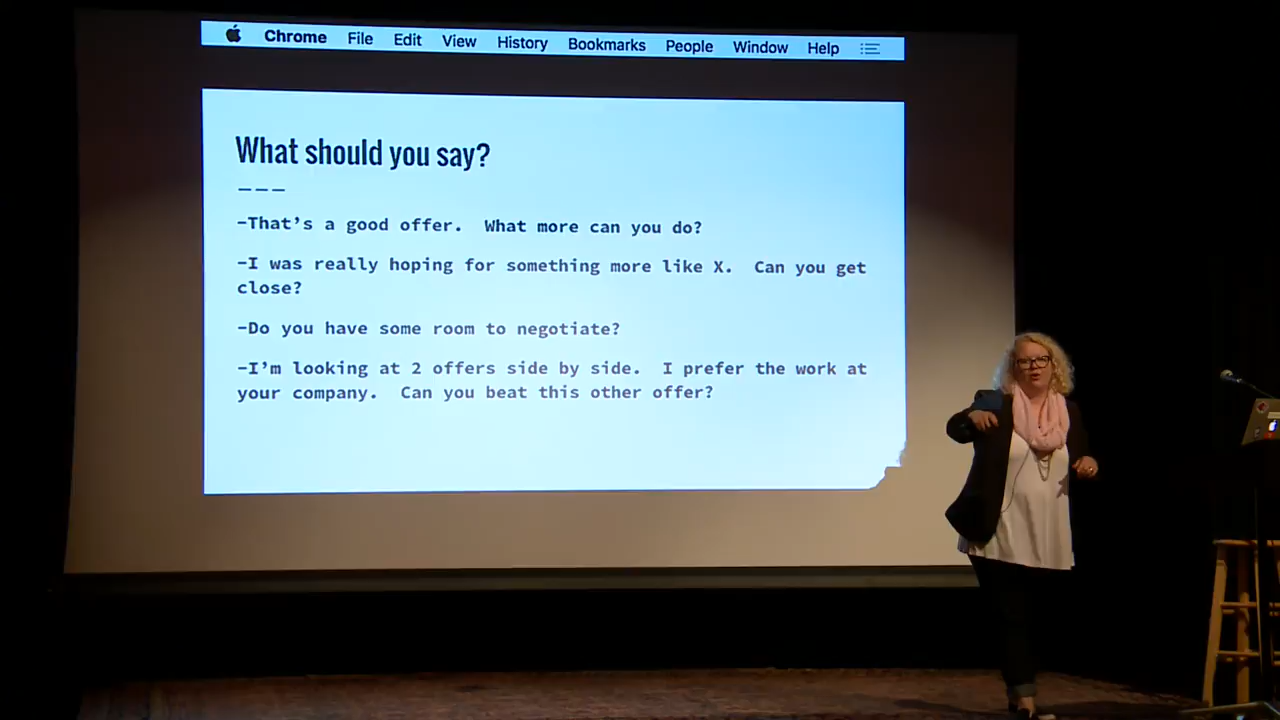 Chrome File Edit View History Bookmarks People Window Help
What should you say?
---
-That's a good offer.  What more can you do?
-I was really hoping for something more like X.  Can you get
close?
-Do you have some room to negotiate?
-I'm looking at 2 offers side by side.  I prefer the work at
your company.  Can you beat this other offer?